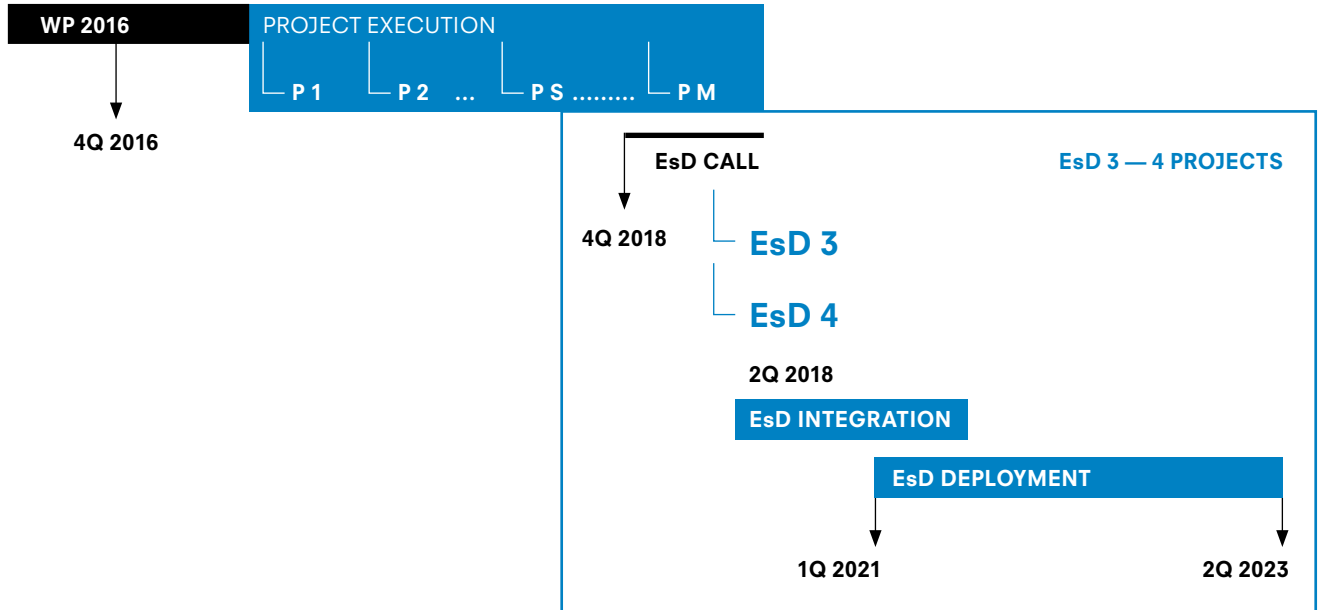 WP 2016
PROJECT EXECUTION
P 1
P 2 ...
P S .........
P M
4Q 2016
EsD CALL
EsD 3 — 4 PROJECTS
4Q 2018
EsD 3
EsD 4
2Q 2018
EsD INTEGRATION
EsD DEPLOYMENT
1Q 2021
2Q 2023